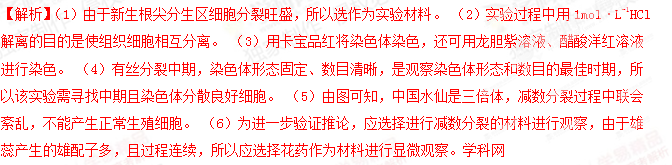 【解析】（1）由于新生根尖分生区细胞分裂旺盛，所以选作为实验材料。 （2）实验过程中用 1mol·L⁻¹HCl
解离的目的是使组织细胞相互分离。 （3）用卡宝品红将染色体染色，还可用龙胆紫溶液、醋酸洋红溶液
进行染色。 （4）有丝分裂中期，染色体形态固定、数目清晰，是观察染色体形态和数目的最佳时期，所
以该实验需寻找中期且染色体分散良好细胞。 （5）由图可知，中国水仙是三倍体，减数分裂过程中联会
紊乱，不能产生正常生殖细胞。 （6）为进一步验证推论，应选择进行减数分裂的材料进行观察，由于雄
蕊产生的雄配子多，且过程连续，所以应选择花药作为材料进行显微观察。学科网